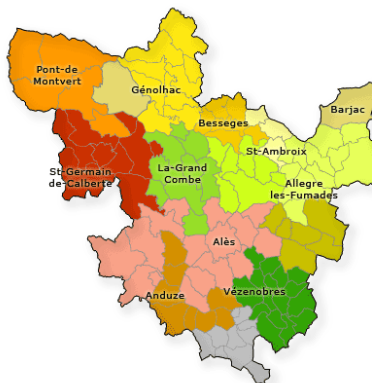 Pont-de
Montvert
Génolhac
Barjac
Besseges
St-Ambroix
St-Germain
de-Calberte
La-Grand
Combe
Allegre
les-Fumades
Alès
Anduze
Vézenobres